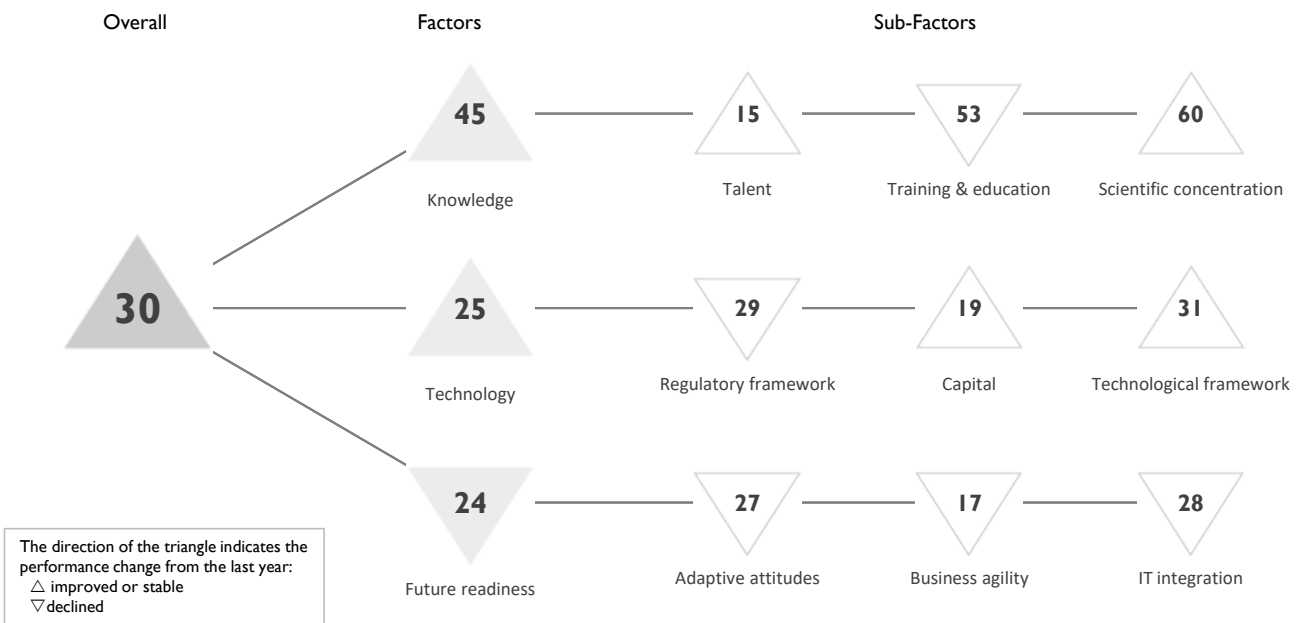 Overall Factors Sub-Factors
45 15 53 60
Knowledge Talent Training & education Scientific concentration
30 25 29 19 31
Technology Regulatory framework Capital Technological framework
24 27 17 28
Future readiness Adaptive attitudes Business agility IT integration
The direction of the triangle indicates the
performance change from the last year:
△ improved or stable
▽ declined